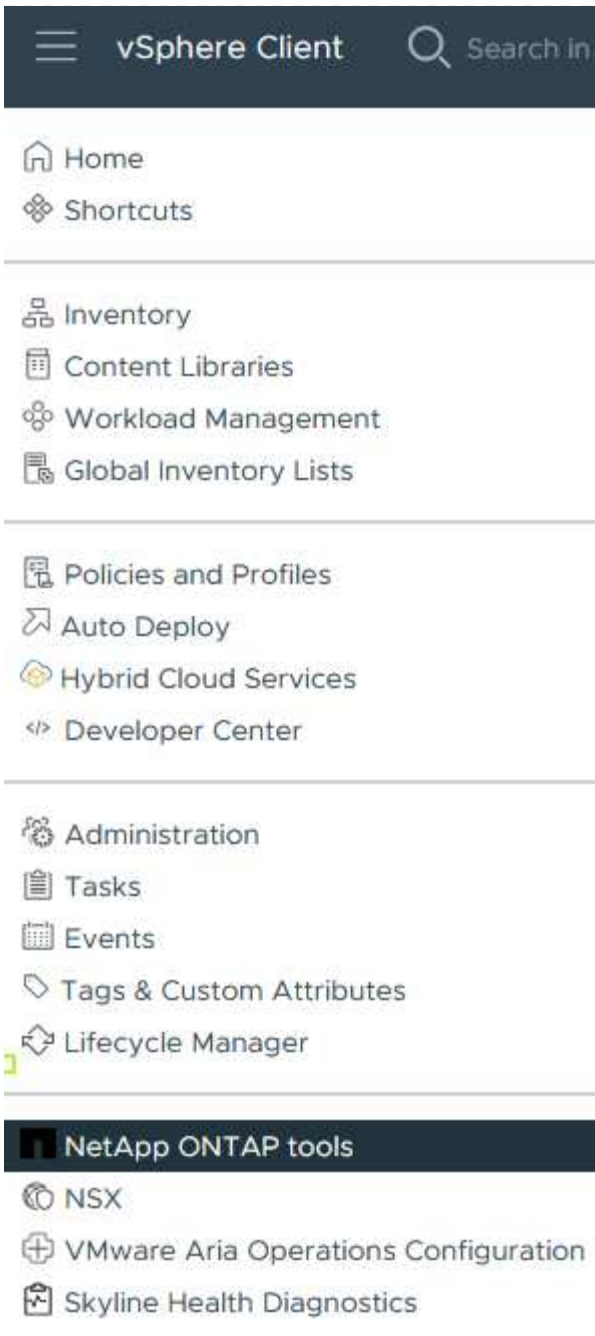 vSphere Client
Search in
Home
Shortcuts
Inventory
Content Libraries
Workload Management
Global Inventory Lists
Policies and Profiles
Auto Deploy
Hybrid Cloud Services
Developer Center
Administration
Tasks
Events
Tags & Custom Attributes
Lifecycle Manager
NetApp ONTAP tools
NSX
VMware Aria Operations Configuration
Skyline Health Diagnostics